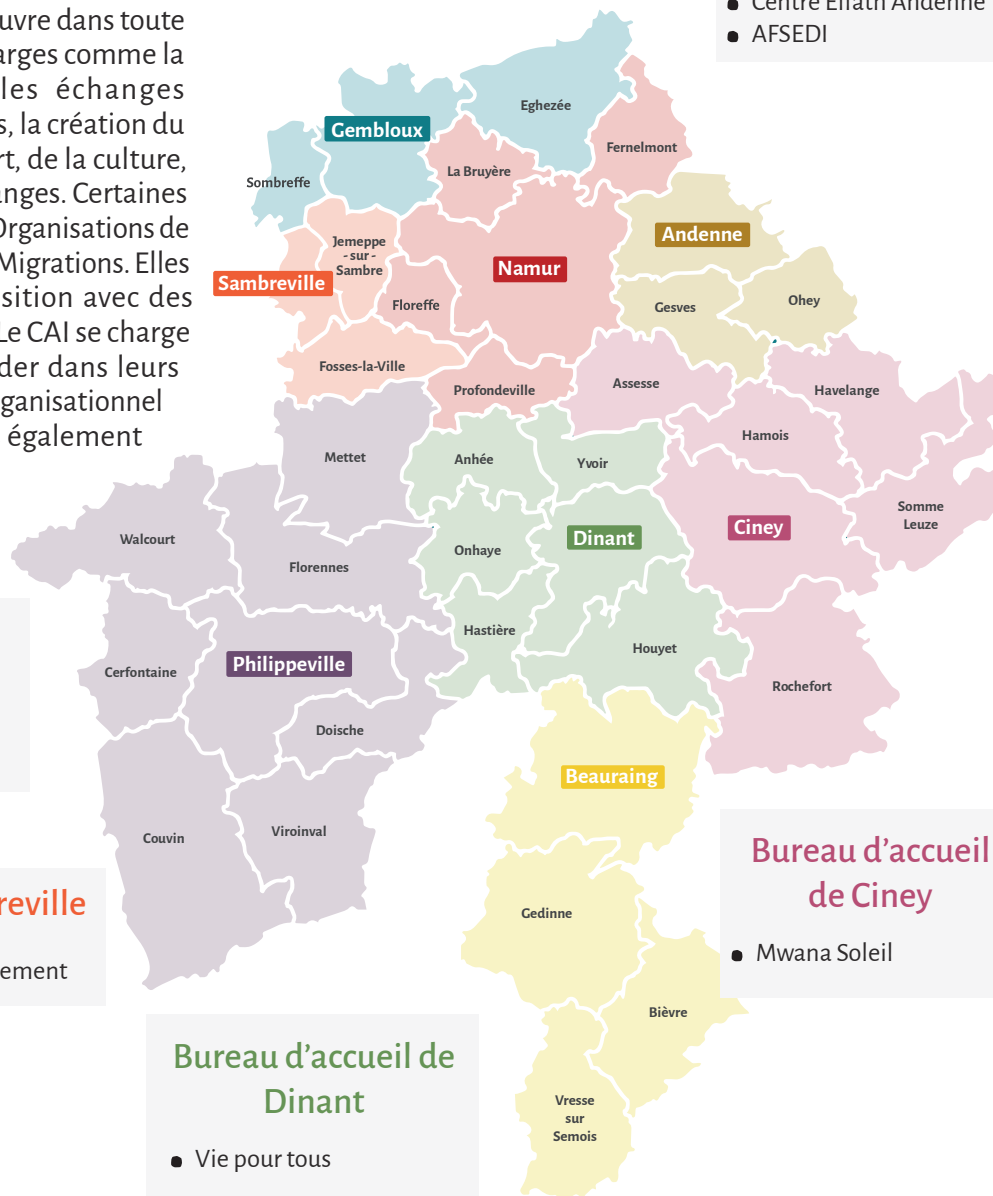 uvre dans toute
arges comme la
les échanges
s, la création du
rt, de la culture,
anges. Certaines
Organisations de
Migrations. Elles
sition avec des
Le CAI se charge
der dans leurs
ganisationnel
également
Centre Effath Andenne
AFSEDI
Eghezée
Gembloux
Fernelmont
La Bruyère
Sombreffe
Andenne
Jemeppe
- sur -
Sambre
Namur
Sambreville
Floreffe
Gesves
Ohey
Fosses-la-Ville
Profondeville
Assesse
Havelange
Hamois
Mettet
Anhée
Yvoir
Somme
Leuze
Walcourt
Florennes
Onhaye
Dinant
Ciney
Hastière
Houyet
Cerfontaine
Philippeville
Rochefort
Doische
Beauraing
Couvin
Viroinval
Gedinne
Bièvre
Vresse
sur
Semois
reville
ement
Bureau d’accueil de
Dinant
• Vie pour tous
Bureau d’accueil
de Ciney
• Mwana Soleil